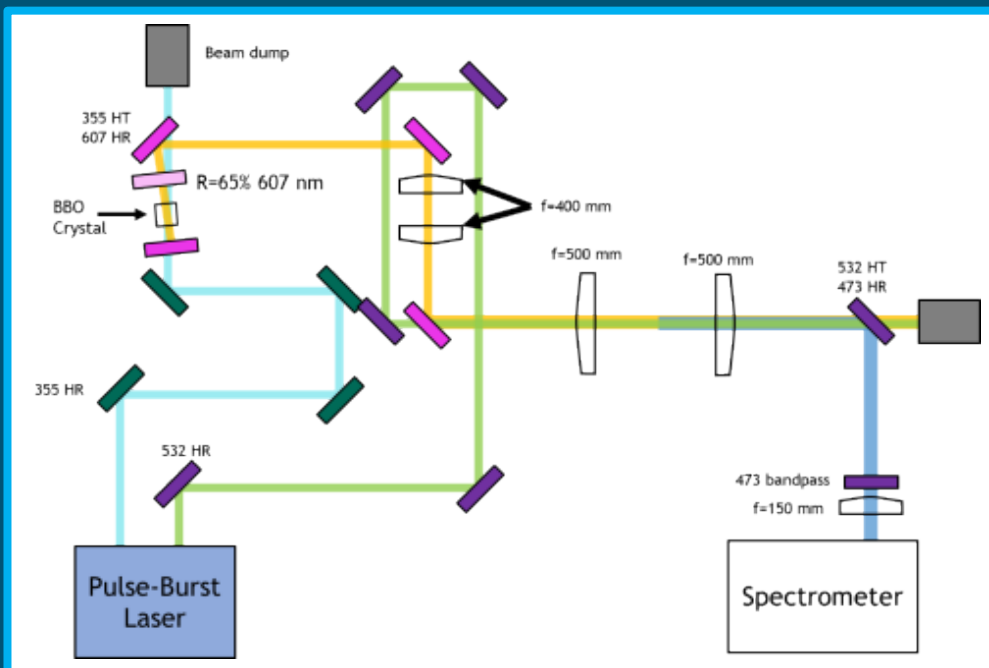 Beam dump
355 HT
607 HR
R=65% 607 nm
BBO
Crystal
f=400 mm
f=500 mm
f=500 mm
532 HT
473 HR
355 HR
532 HR
473 bandpass
f=150 mm
Pulse-Burst
Laser
Spectrometer